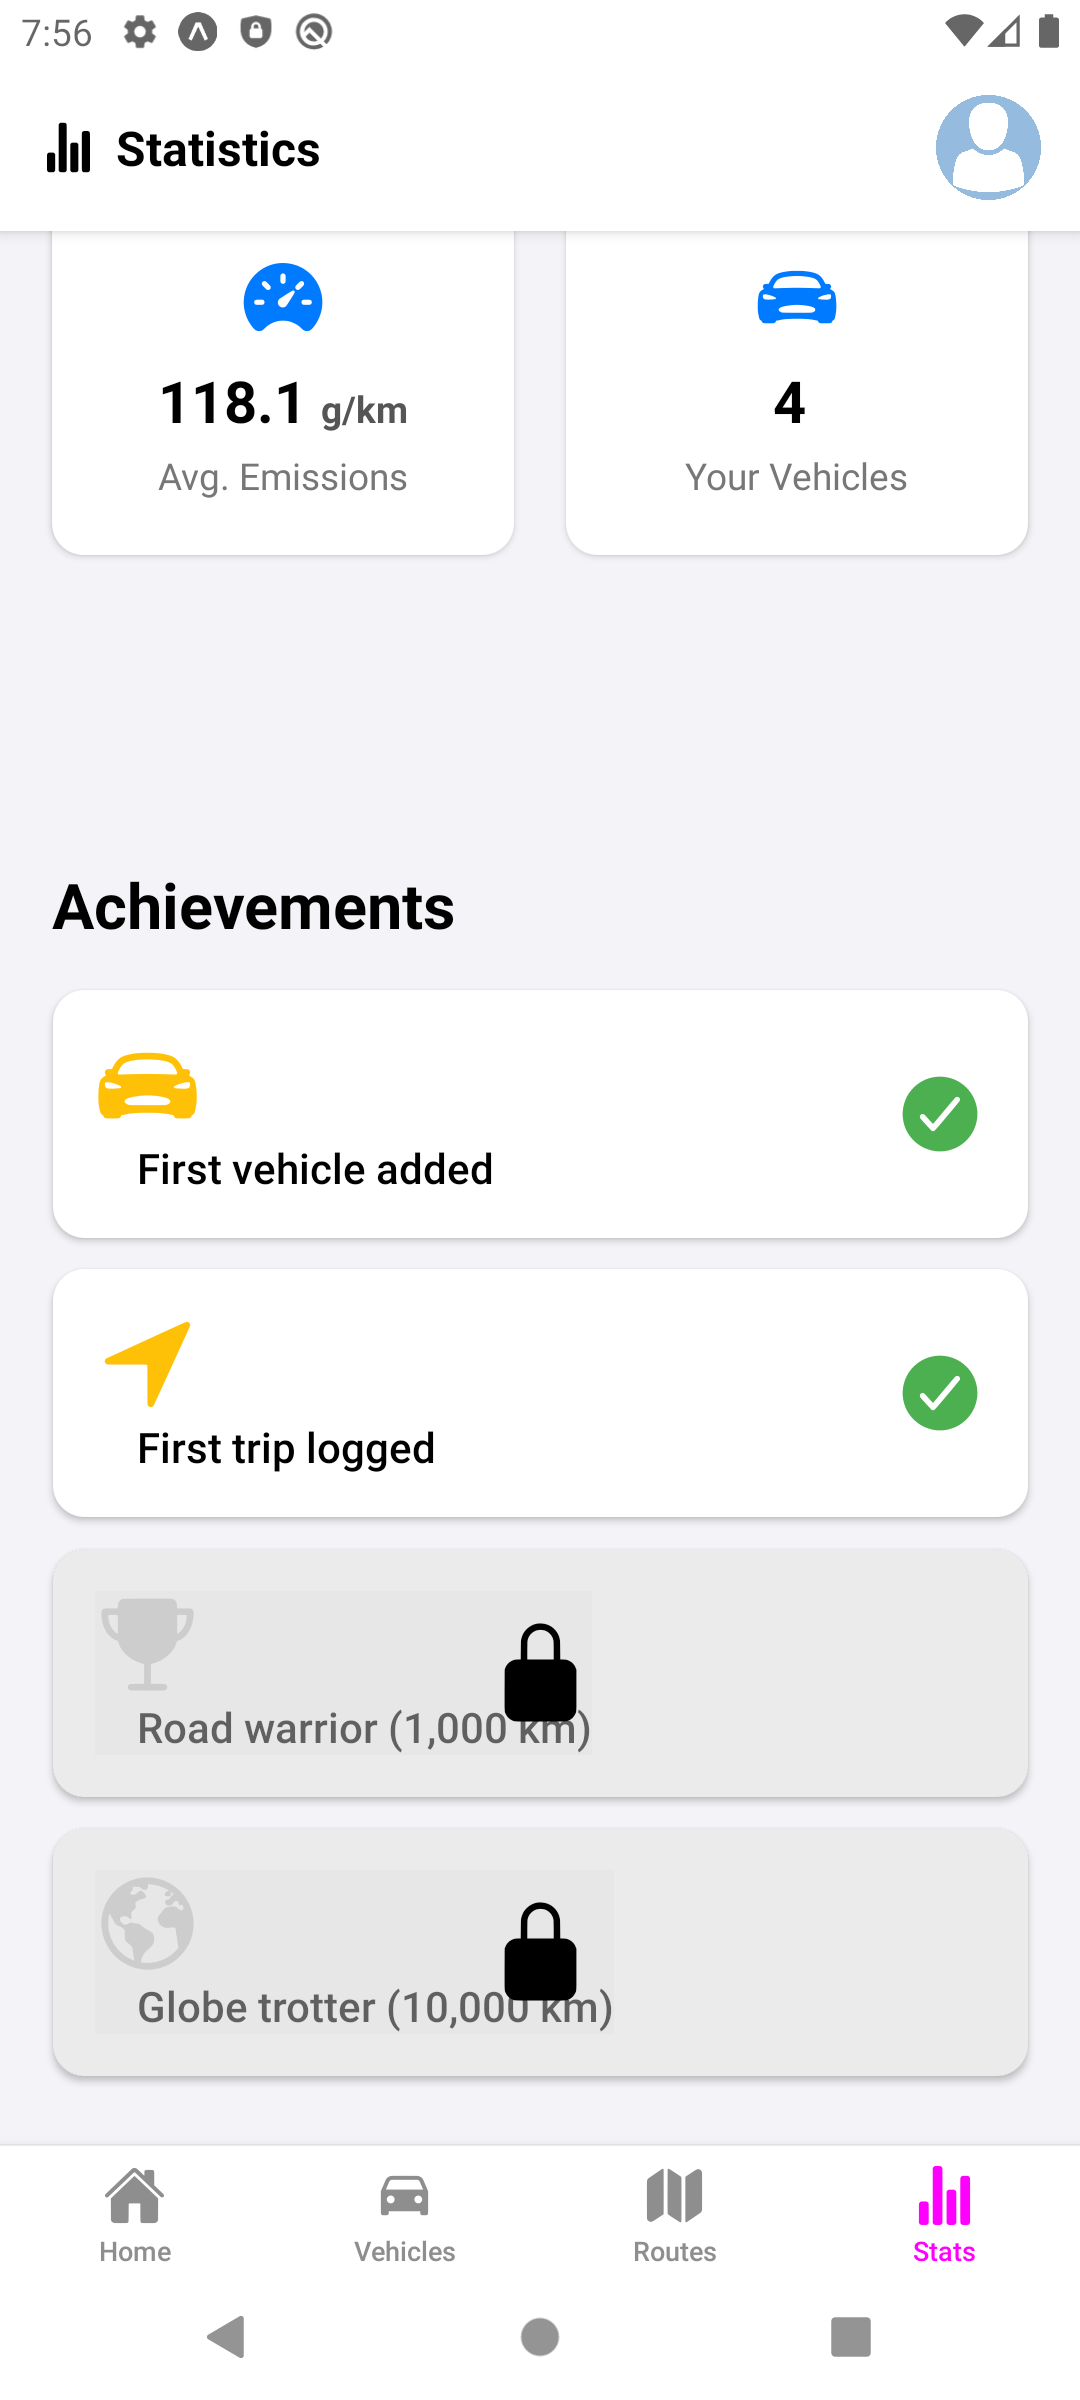 7:56
Statistics
118.1 g/km
Avg. Emissions
4
Your Vehicles
Achievements
First vehicle added
First trip logged
Road warrior (1,000 km)
Globe trotter (10,000 km)
Home
Vehicles
Routes
Stats